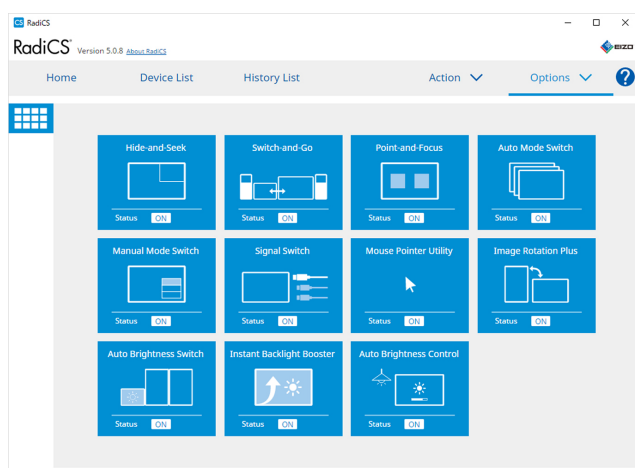 CS RadiCS
RadiCS® Version 5.0.8 About RadiCS
EIZO
Home Device List History List Action Options ?
Hide-and-Seek Switch-and-Go Point-and-Focus Auto Mode Switch
Status ON Status ON Status ON Status ON
Manual Mode Switch Signal Switch Mouse Pointer Utility Image Rotation Plus
Status ON Status ON Status ON Status ON
Auto Brightness Switch Instant Backlight Booster Auto Brightness Control
Status ON Status ON Status ON